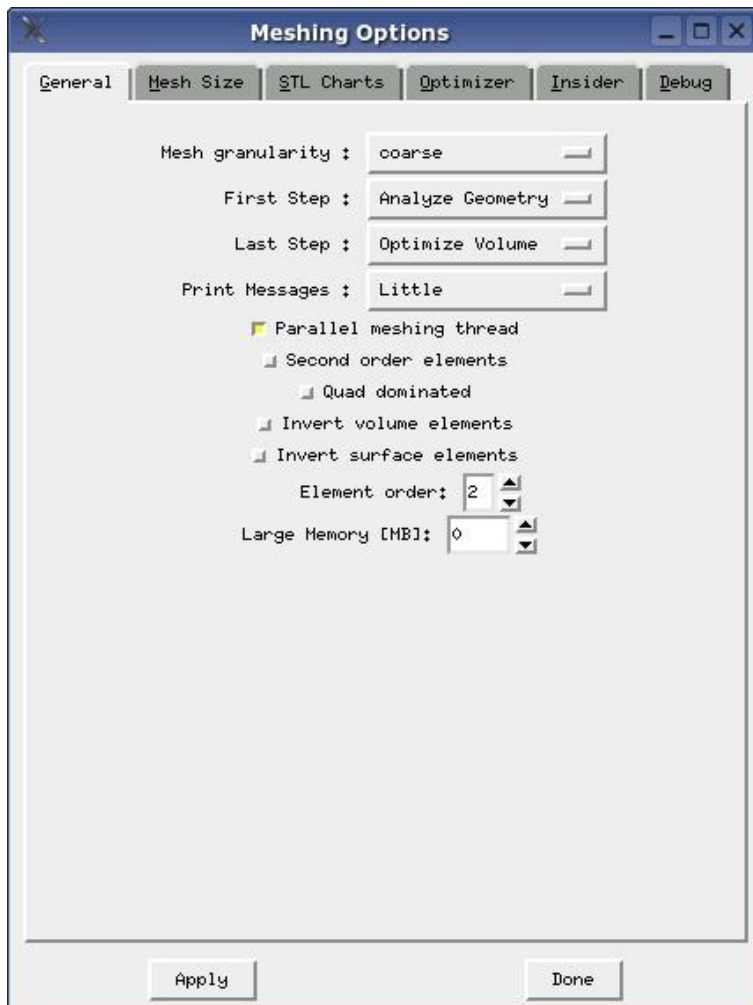 Meshing Options
General Mesh Size STL Charts Optimizer Insider Debug
Mesh granularity : coarse
First Step : Analyze Geometry
Last Step : Optimize Volume
Print Messages : Little
Parallel meshing thread
Second order elements
Quad dominated
Invert volume elements
Invert surface elements
Element order: 2
Large Memory [MB]: 0
Apply Done